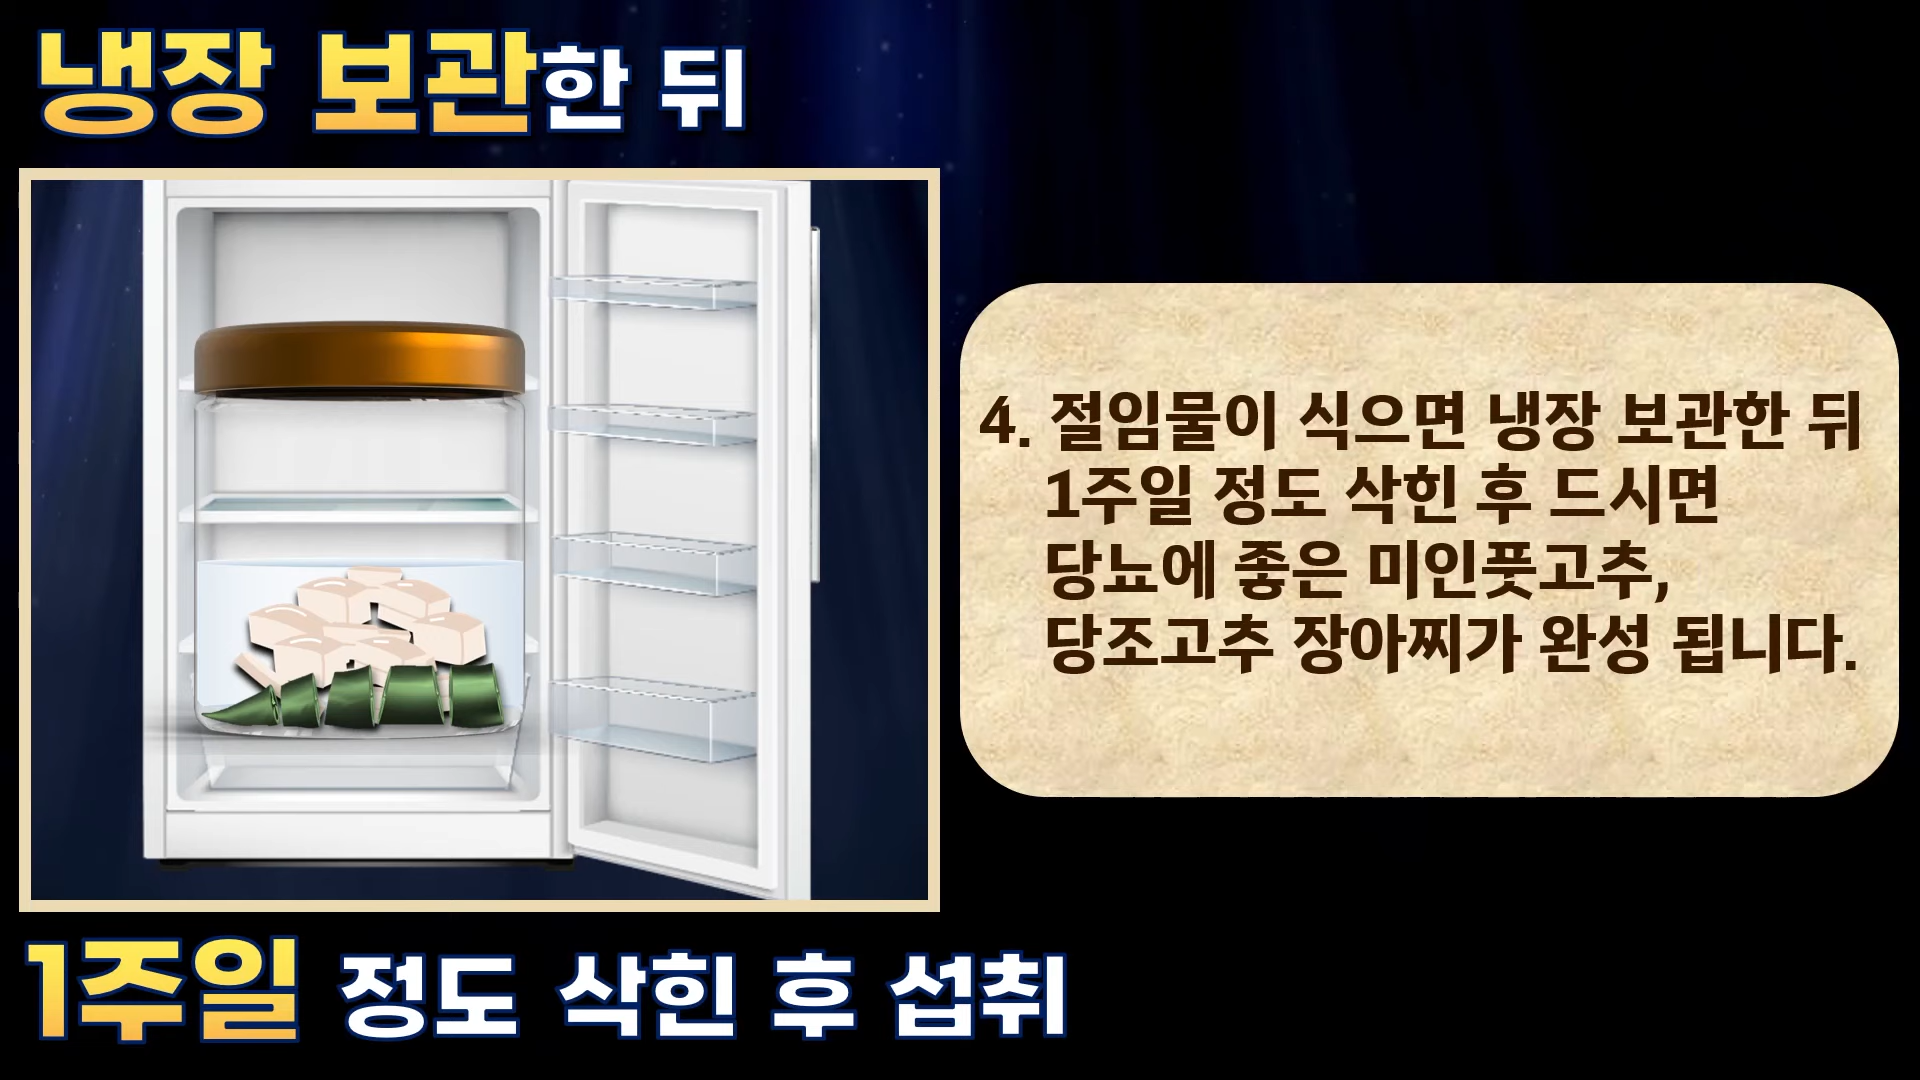 냉장 보관한 뒤
4. 절임물이 식으면 냉장 보관한 뒤
1주일 정도 삭힌 후 드시면
당뇨에 좋은 미인풋고추,
당조고추 장아찌가 완성 됩니다.
1주일 정도 삭힌 후 섭취